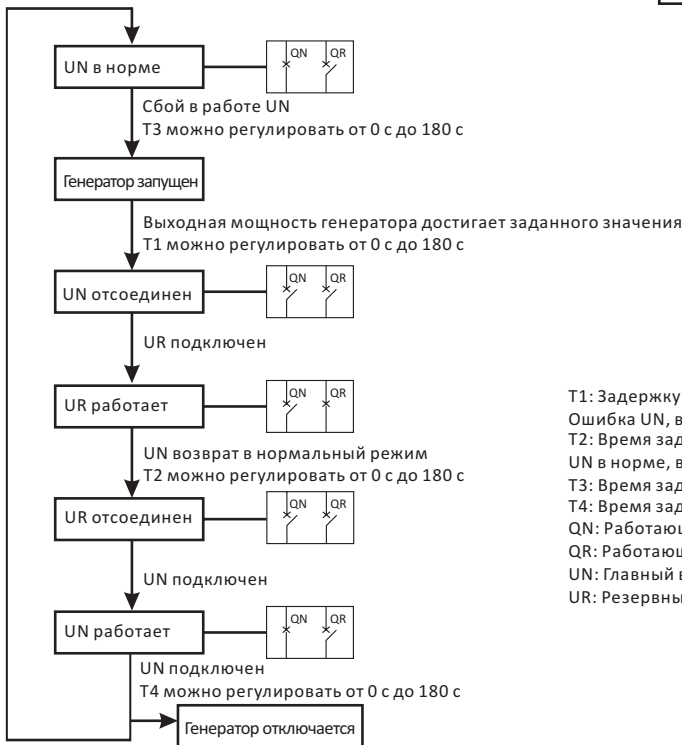 UN в норме
QN QR
Сбой в работе UN
T3 можно регулировать от 0 с до 180 с
Генератор запущен
Выходная мощность генератора достигает заданного значения
T1 можно регулировать от 0 с до 180 с
UN отсоединен
QN QR
UR подключен
UR работает
QN QR
UN возврат в нормальный режим
T2 можно регулировать от 0 с до 180 с
UR отсоединен
QN QR
UN подключен
UN работает
QN QR
UN подключен
T4 можно регулировать от 0 с до 180 с
Генератор отключается
T1: Задержку
Ошибка UN, в
T2: Время зад
UN в норме, в
T3: Время зад
T4: Время зад
QN: Работающ
QR: Работающ
UN: Главный в
UR: Резервны